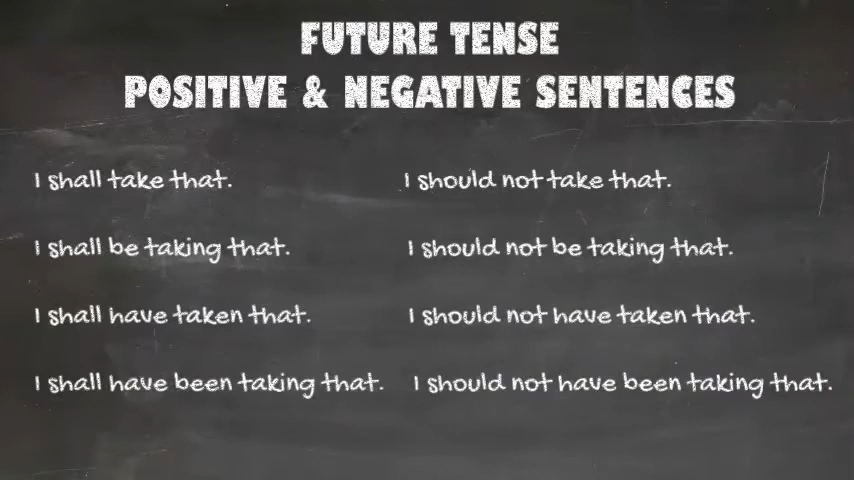 FUTURE TENSE
POSITIVE & NEGATIVE SENTENCES
I shall take that. I should not take that.
I shall be taking that. I should not be taking that.
I shall have taken that. I should not have taken that.
I shall have been taking that. I should not have been taking that.